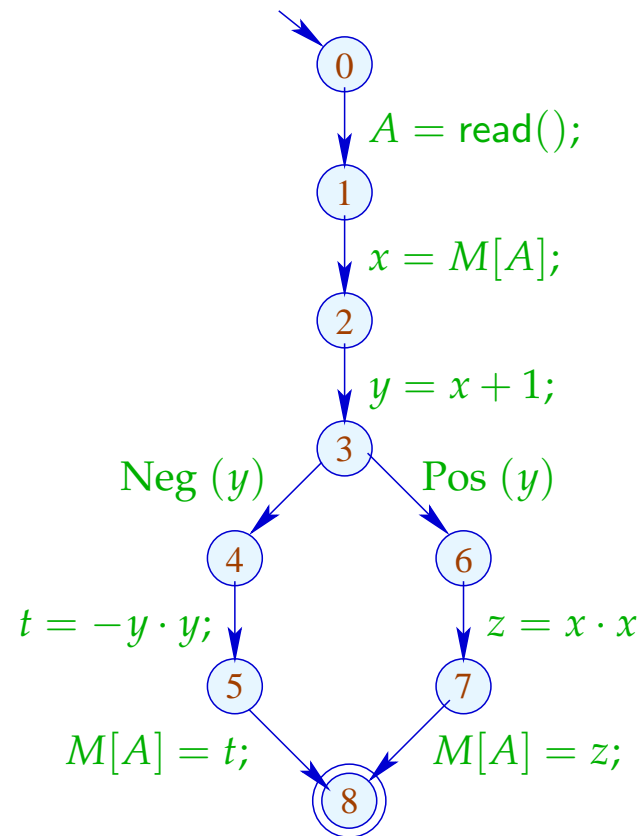 0
A = read();
1
x = M[A];
2
y = x + 1;
3
Neg (y) Pos (y)
4 6
t = −y · y; z = x · x
5 7
M[A] = t; M[A] = z;
8